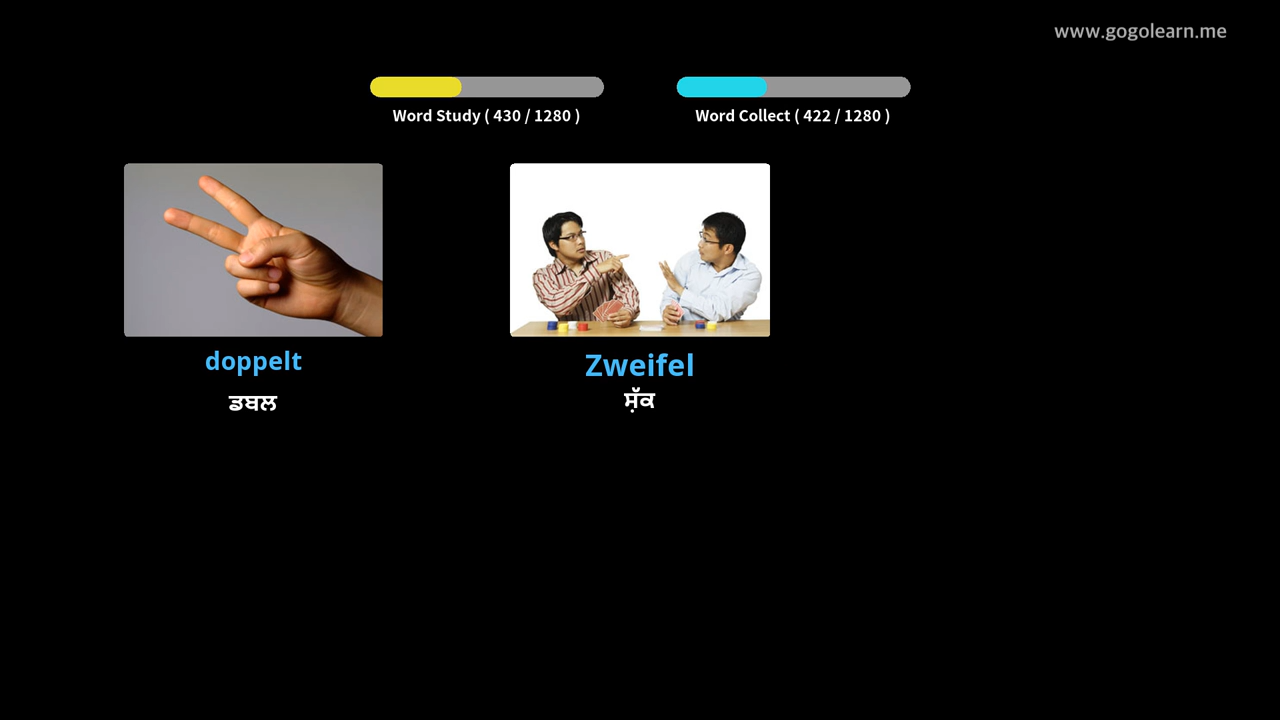 www.gogolearn.me
Word Study ( 430 / 1280 )
Word Collect ( 422 / 1280 )
doppelt
ਡਬਲ
Zweifel
ਸ਼ੱਕ